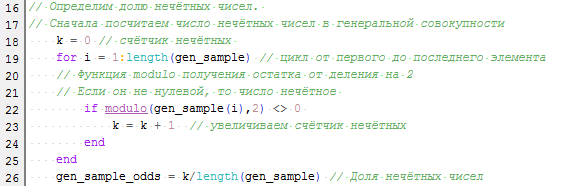 16 // Определим долю нечётных чисел.
17 // Сначала посчитаем число нечётных чисел в генеральной совокупности
18 k = 0 // счётчик нечётных
19 for i = 1:length(gen_sample) // цикл от первого до последнего элемента
20 // Функция modulo получения остатка от деления на 2
21 // Если он не нулевой, то число нечётное
22 if modulo(gen_sample(i),2) <> 0
23 k = k + 1 // увеличиваем счётчик нечётных
24 end
25 end
26 gen_sample_odds = k/length(gen_sample) // Доля нечётных чисел